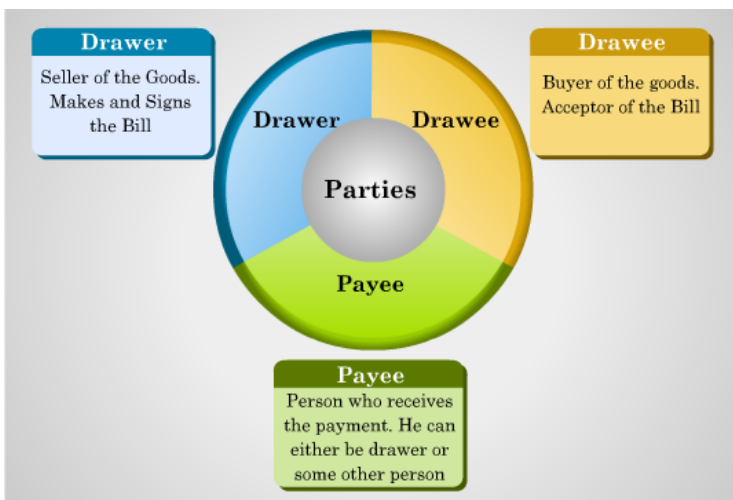 Drawer
Seller of the Goods.
Makes and Signs
the Bill
Drawee
Buyer of the goods.
Acceptor of the Bill
Drawer
Drawee
Parties
Payee
Payee
Person who receives
the payment. He can
either be drawer or
some other person